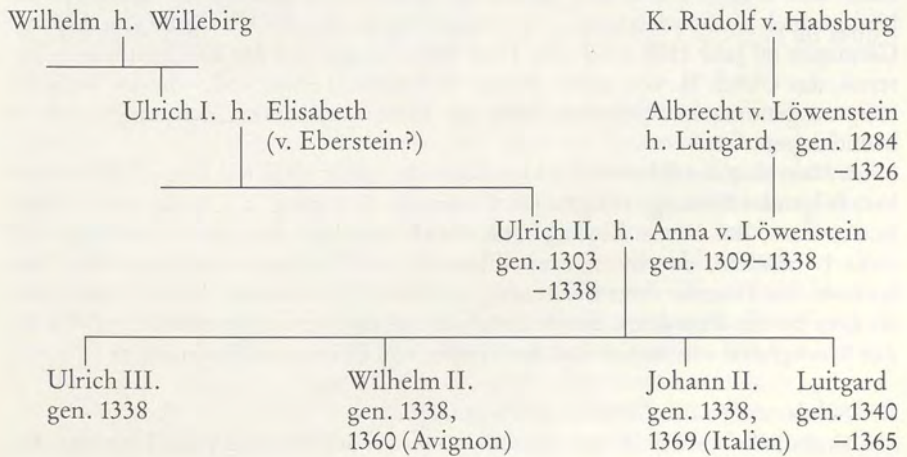 Wilhelm h. Willebirg K. Rudolf v. Habsburg
Ulrich I. h. Elisabeth Albrecht v. Löwenstein
(v. Eberstein?) h. Luitgard, gen. 1284
–1326
Ulrich II. h. Anna v. Löwenstein
gen. 1303 gen. 1309–1338
–1338
Ulrich III. Wilhelm II. Johann II. Luitgard
gen. 1338 gen. 1338, gen. 1338, gen. 1340
1360 (Avignon) 1369 (Italien) –1365